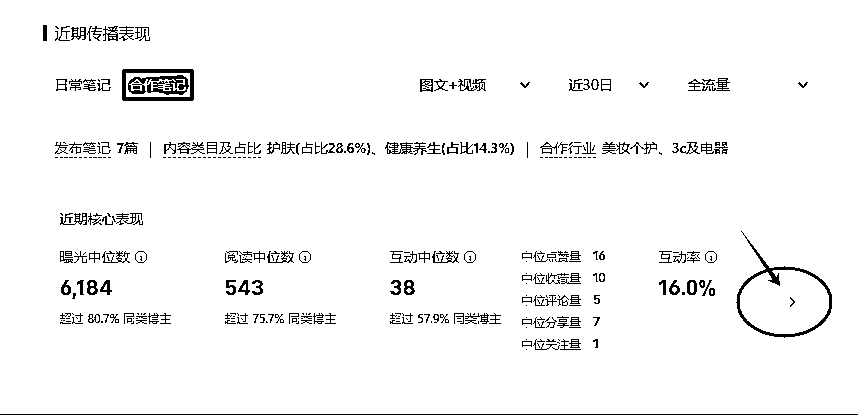 近期传播表现
日常笔记 合作笔记 图文+视频 近30日 全流量
发布笔记 7篇 | 内容类目及占比 护肤(占比28.6%)、健康养生(占比14.3%) | 合作行业 美妆个护、3c及电器
近期核心表现
曝光中位数 阅读中位数 互动中位数 中位点赞量 16 互动率
中位收藏量 10
6,184 543 38 16.0%
中位评论量 5
超过 80.7% 同类博主 超过 75.7% 同类博主 超过 57.9% 同类博主 中位分享量 7
中位关注量 1